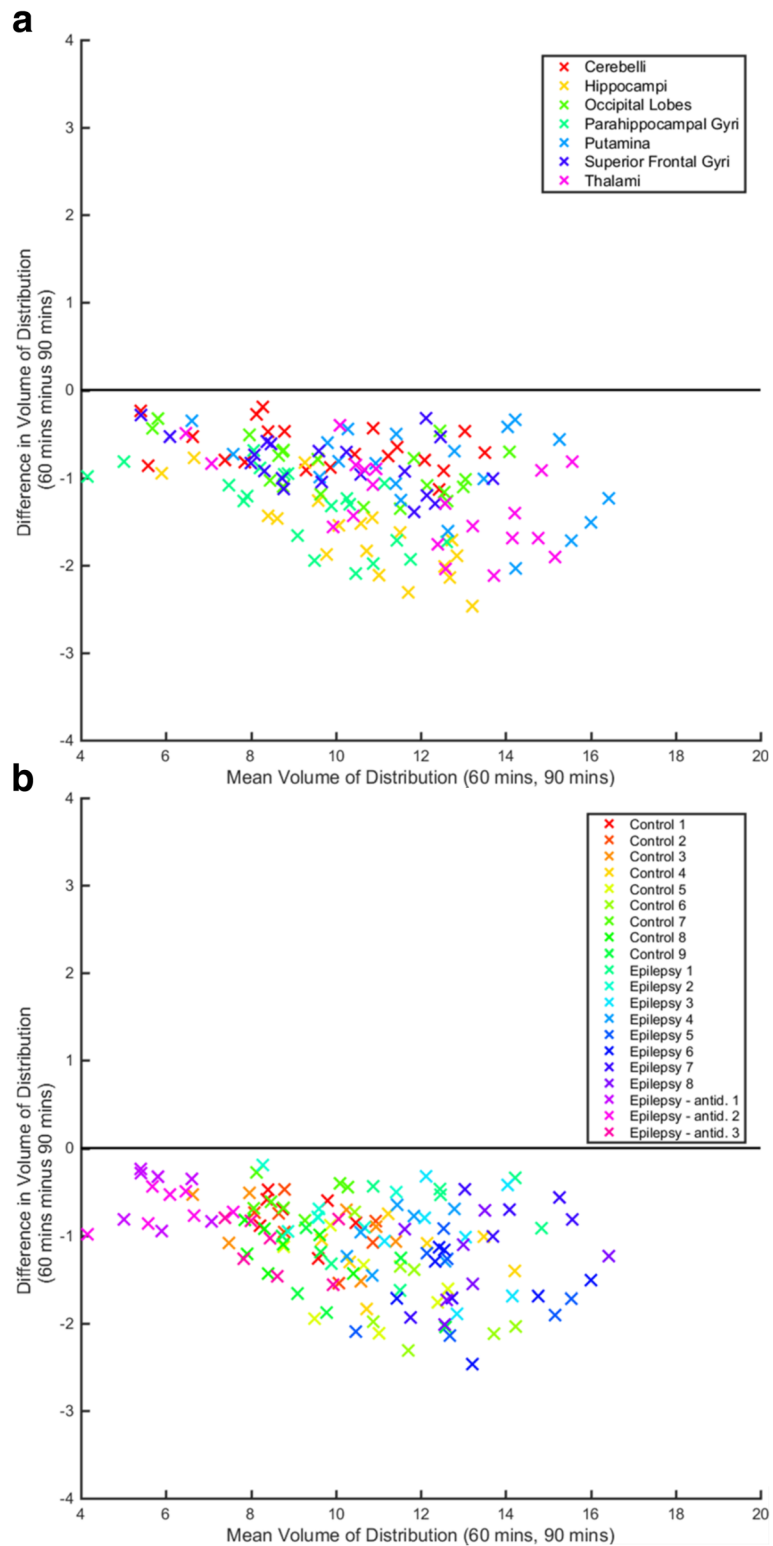 a
4
3
2
1
0
-1
-2
-3
-4
4
6
8
10
12
14
16
18
20
Difference in Volume of Distribution
(60 mins minus 90 mins)
Mean Volume of Distribution (60 mins, 90 mins)
Cerebelli
Hippocampi
Occipital Lobes
Parahippocampal Gyri
Putamina
Superior Frontal Gyri
Thalami
b
4
3
2
1
0
-1
-2
-3
-4
4
6
8
10
12
14
16
18
20
Difference in Volume of Distribution
(60 mins minus 90 mins)
Mean Volume of Distribution (60 mins, 90 mins)
Control 1
Control 2
Control 3
Control 4
Control 5
Control 6
Control 7
Control 8
Control 9
Epilepsy 1
Epilepsy 2
Epilepsy 3
Epilepsy 4
Epilepsy 5
Epilepsy 6
Epilepsy 7
Epilepsy 8
Epilepsy - antid. 1
Epilepsy - antid. 2
Epilepsy - antid. 3